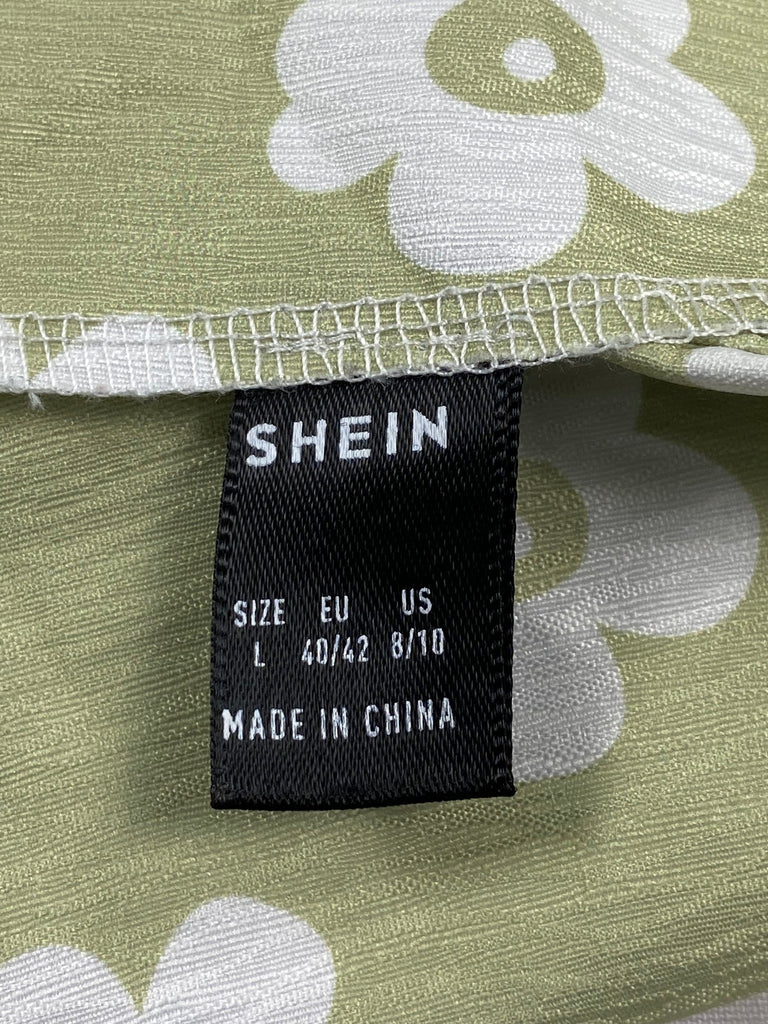 SHEIN
SIZE EU US
L 40/42 8/10
MADE IN CHINA